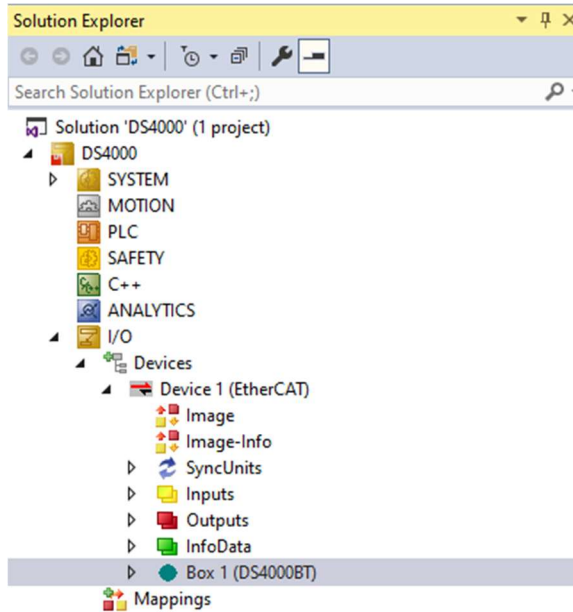 Solution Explorer
Search Solution Explorer (Ctrl+;)
Solution 'DS4000' (1 project)
DS4000
SYSTEM
MOTION
PLC
SAFETY
C++
ANALYTICS
I/O
Devices
Device 1 (EtherCAT)
Image
Image-Info
SyncUnits
Inputs
Outputs
InfoData
Box 1 (DS4000BT)
Mappings